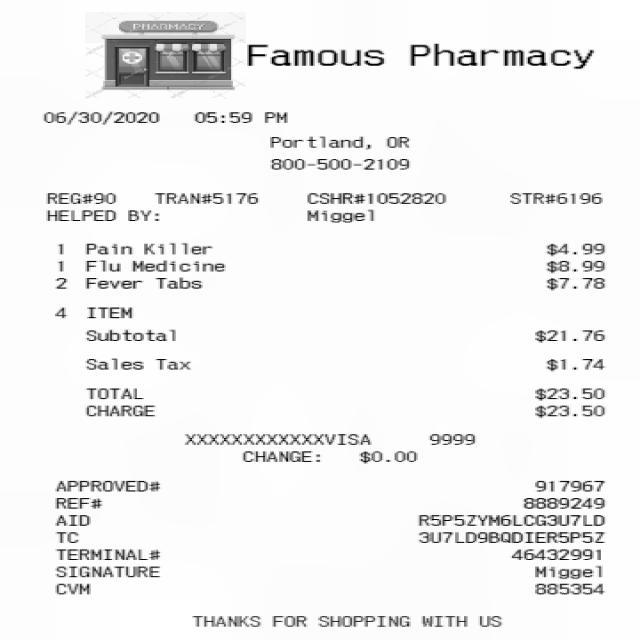 PHARMACY
Famous Pharmacy
06/30/2020 05:59 PM
Portland, OR
800-500-2109
REG#90 TRAN#5176 CSHR#1052820 STR#6196
HELPED BY: Miggel
1 Pain Killer $4.99
1 Flu Medicine $8.99
2 Fever Tabs $7.78
4 ITEM
Subtotal $21.76
Sales Tax $1.74
TOTAL $23.50
CHARGE $23.50
XXXXXXXXXXXXVISA 9999
CHANGE: $0.00
APPROVED# 917967
REF# 8889249
AID R5P5ZYM6LCG3U7LD
TC 3U7LD9BQDIER5P5Z
TERMINAL# 46432991
SIGNATURE Miggel
CVM 885354
THANKS FOR SHOPPING WITH US